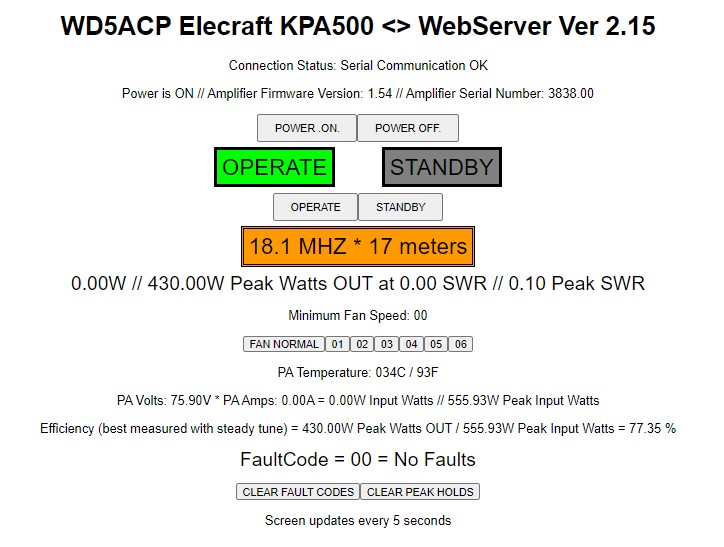 WD5ACP Elecraft KPA500 <> WebServer Ver 2.15
Connection Status: Serial Communication OK
Power is ON // Amplifier Firmware Version: 1.54 // Amplifier Serial Number: 3838.00
POWER .ON. POWER OFF.
OPERATE STANDBY
OPERATE STANDBY
18.1 MHZ * 17 meters
0.00W // 430.00W Peak Watts OUT at 0.00 SWR // 0.10 Peak SWR
Minimum Fan Speed: 00
FAN NORMAL 01 02 03 04 05 06
PA Temperature: 034C / 93F
PA Volts: 75.90V * PA Amps: 0.00A = 0.00W Input Watts // 555.93W Peak Input Watts
Efficiency (best measured with steady tune) = 430.00W Peak Watts OUT / 555.93W Peak Input Watts = 77.35 %
FaultCode = 00 = No Faults
CLEAR FAULT CODES CLEAR PEAK HOLDS
Screen updates every 5 seconds